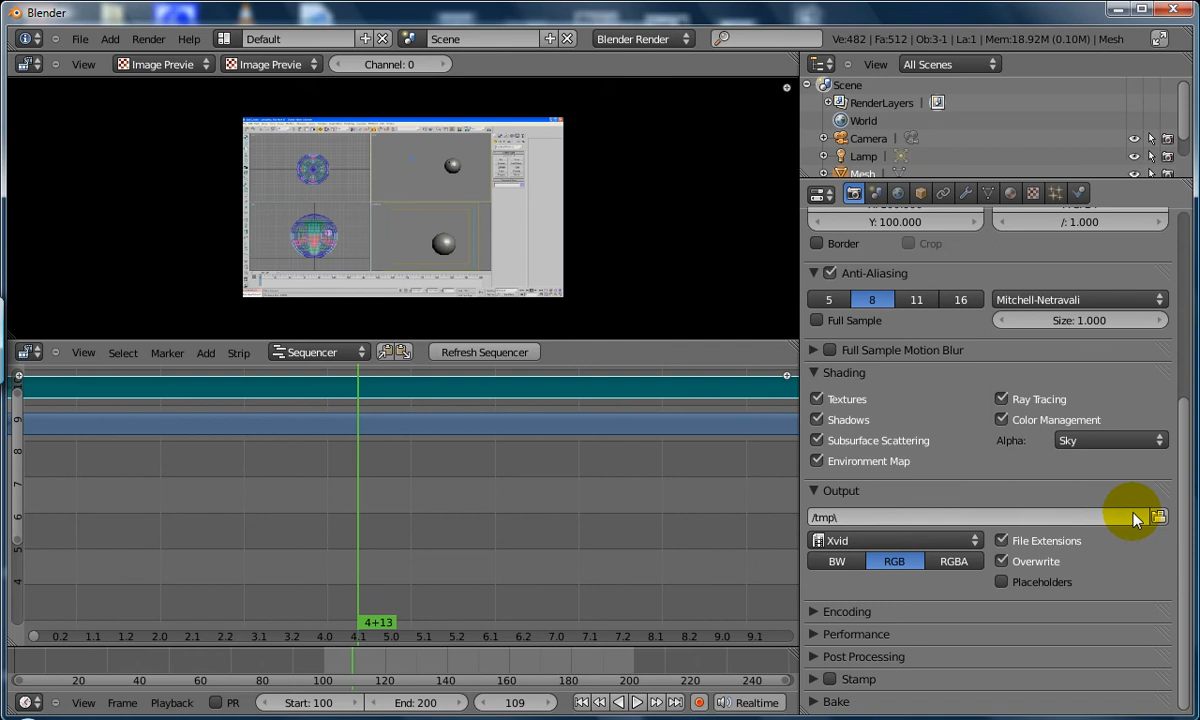 Blender
File Add Render Help Default Scene Blender Render Ve:482 | Fa:512 | Ob:3-1 | La:1 | Mem:18.92M (0.10M) | Mesh
View Image Previe Image Previe Channel: 0 View All Scenes
Scene
RenderLayers
World
Camera
Lamp
Mesh
Y: 100.000 /: 1.000
Border Crop
Anti-Aliasing
5 8 11 16 Mitchell-Netravali
Full Sample Size: 1.000
View Select Marker Add Strip Sequencer Refresh Sequencer
Full Sample Motion Blur
Shading
Textures Ray Tracing
Shadows Color Management
Subsurface Scattering Alpha: Sky
Environment Map
Output
/tmp\
Xvid File Extensions
BW RGB RGBA Overwrite
Placeholders
9
8
7
6
5
4
4+13
0.2 1.1 1.2 2.0 2.1 2.2 3.1 3.2 4.0 4.1 5.0 5.1 5.2 6.1 6.2 7.0 7.1 7.2 8.1 8.2 9.0 9.1
Encoding
Performance
Post Processing
Stamp
Bake
20 40 60 80 100 120 140 160 180 200 220 240
View Frame Playback PR Start: 100 End: 200 109 Realtime